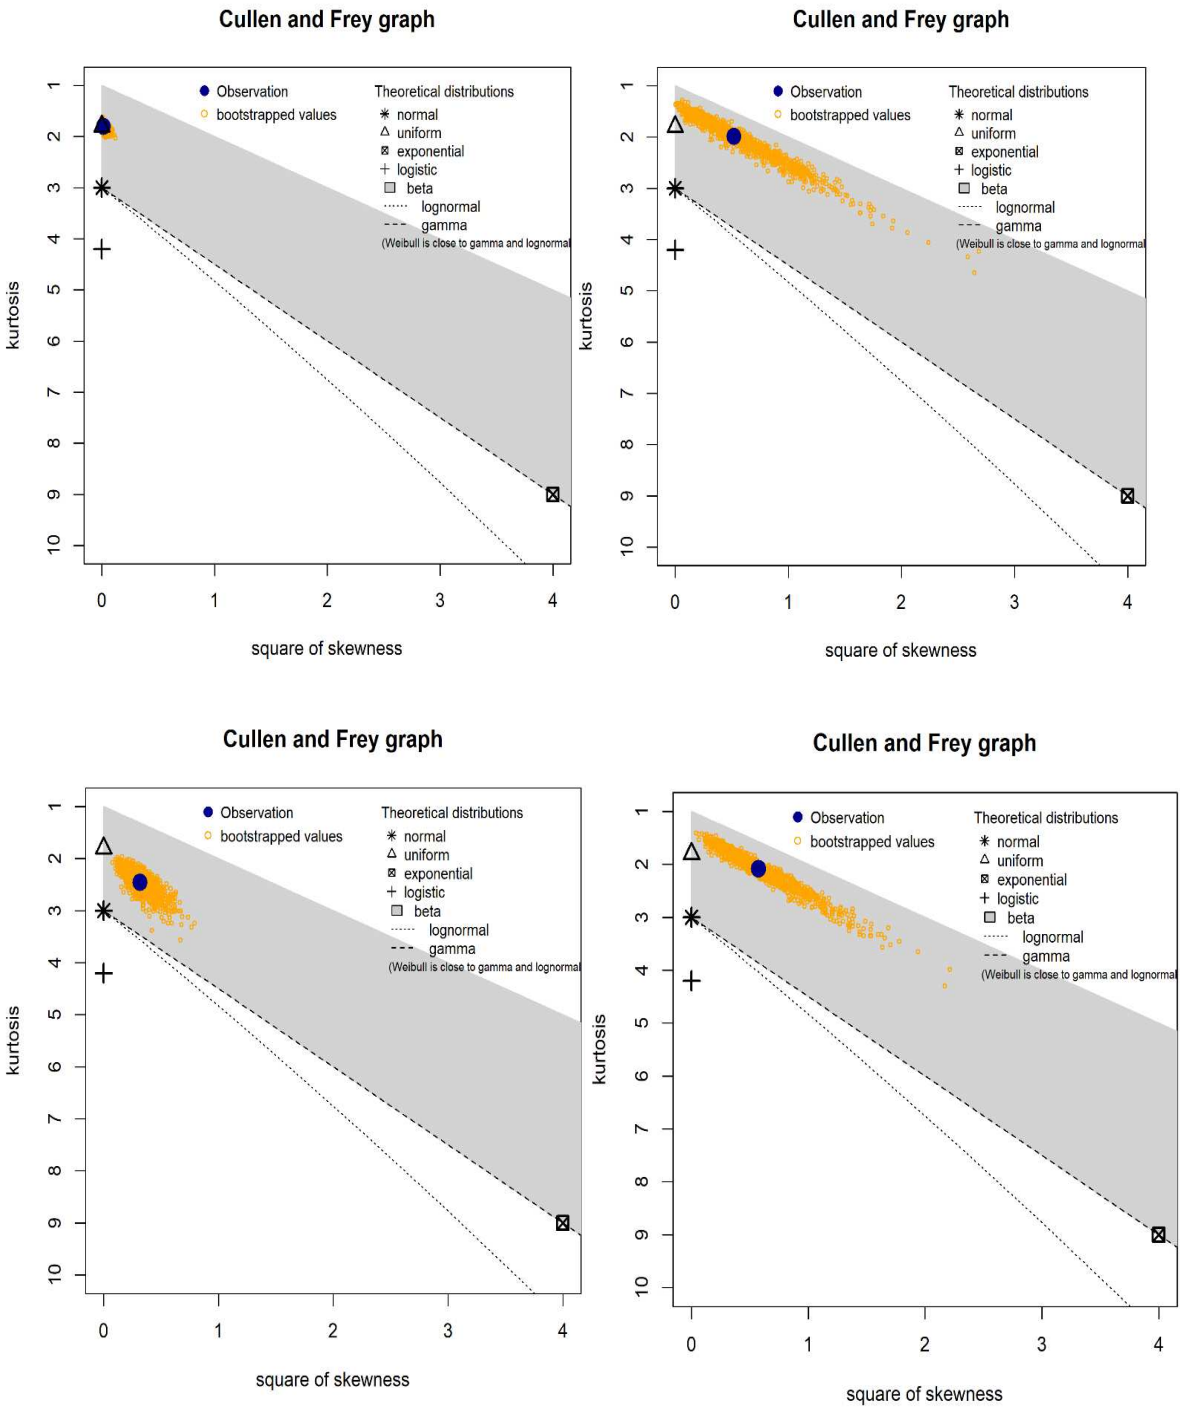 Cullen and Frey graph
Observation
bootstrapped values
Theoretical distributions
normal
uniform
exponential
logistic
beta
lognormal
gamma
(Weibull is close to gamma and lognormal
kurtosis
1
2
3
4
5
6
7
8
9
10
0
1
2
3
4
square of skewness
Cullen and Frey graph
Observation
bootstrapped values
Theoretical distributions
normal
uniform
exponential
logistic
beta
lognormal
gamma
(Weibull is close to gamma and lognormal
kurtosis
1
2
3
4
5
6
7
8
9
10
0
1
2
3
4
square of skewness
Cullen and Frey graph
Observation
bootstrapped values
Theoretical distributions
normal
uniform
exponential
logistic
beta
lognormal
gamma
(Weibull is close to gamma and lognormal
kurtosis
1
2
3
4
5
6
7
8
9
10
0
1
2
3
4
square of skewness
Cullen and Frey graph
Observation
bootstrapped values
Theoretical distributions
normal
uniform
exponential
logistic
beta
lognormal
gamma
(Weibull is close to gamma and lognormal
kurtosis
1
2
3
4
5
6
7
8
9
10
0
1
2
3
4
square of skewness